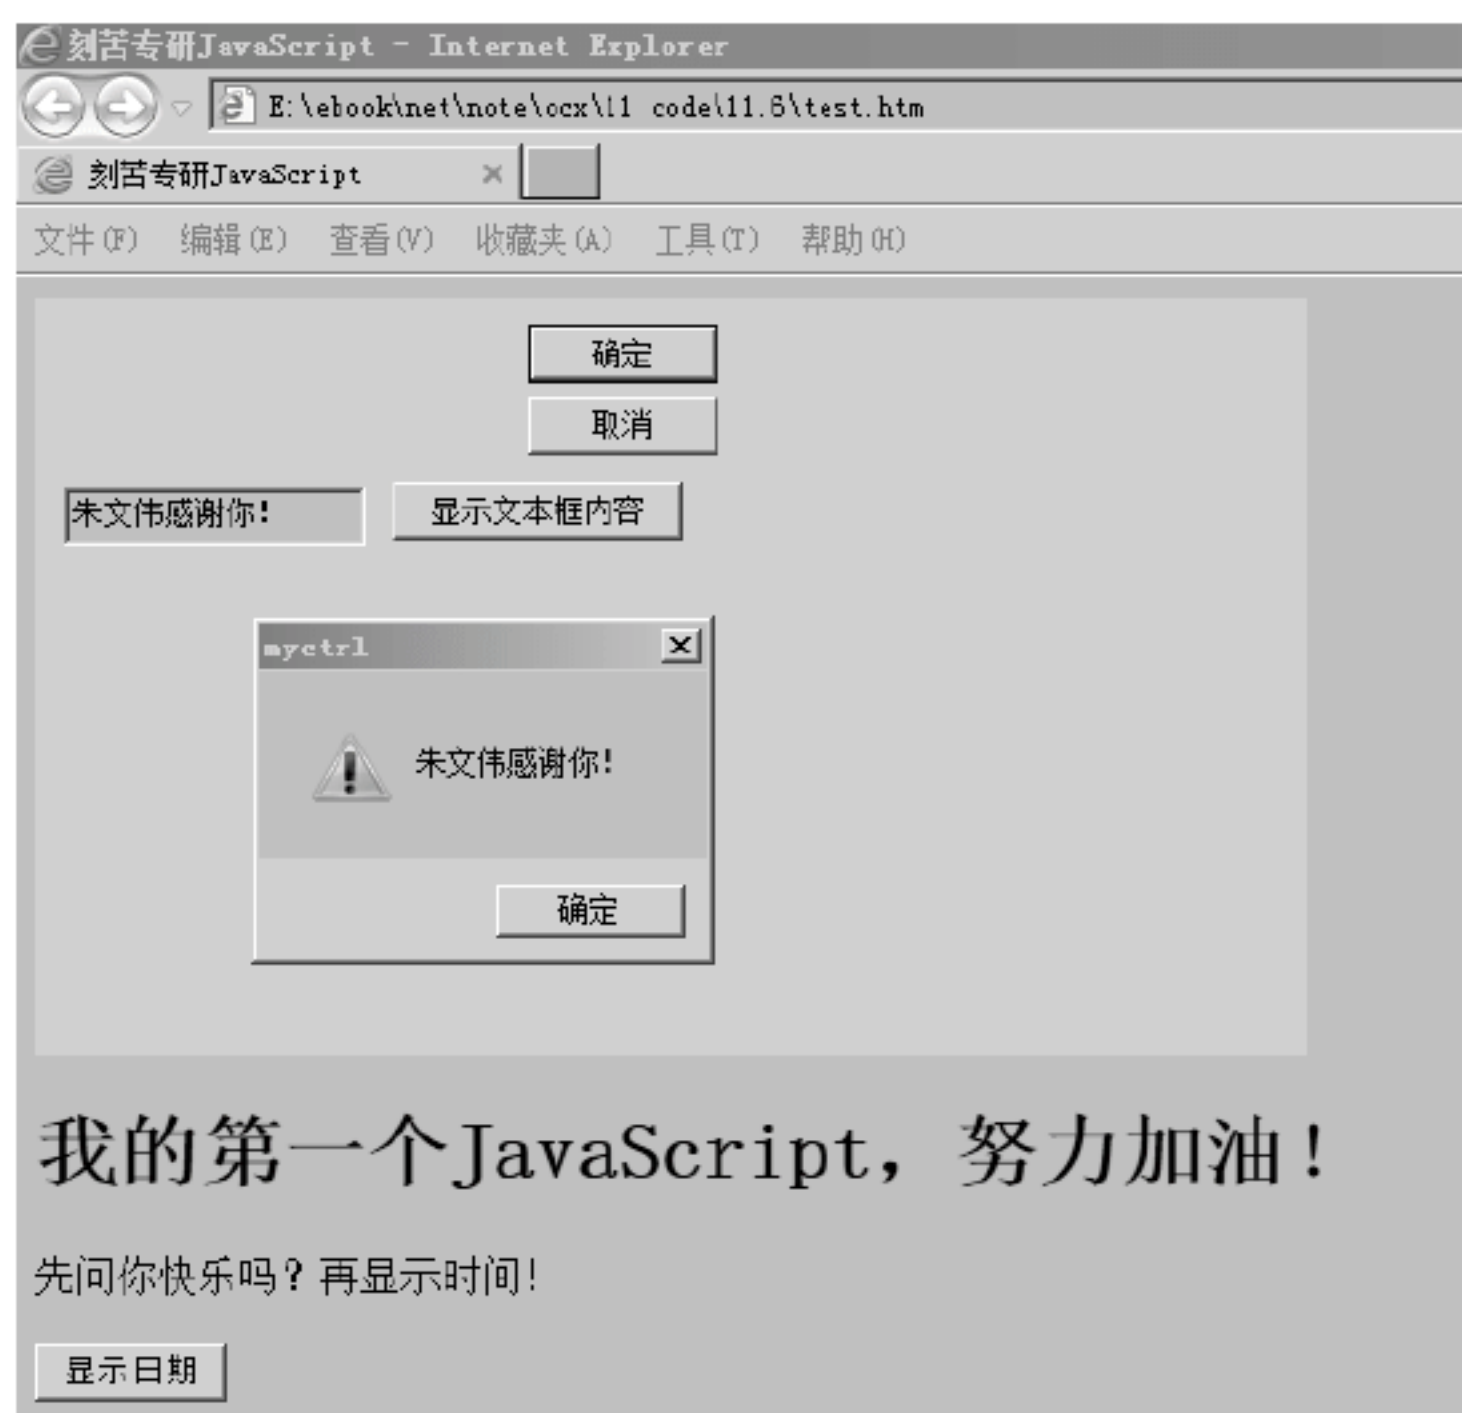 刻苦专研JavaScript - Internet Explorer
E:\ebook\net\note\ocx\11 code\11.6\test.htm
刻苦专研JavaScript
文件(F) 编辑(E) 查看(V) 收藏夹(A) 工具(T) 帮助(H)
确定
取消
朱文伟感谢你! 显示文本框内容
myctrl
朱文伟感谢你!
确定
我的第一个JavaScript，努力加油！
先问你快乐吗？再显示时间！
显示日期